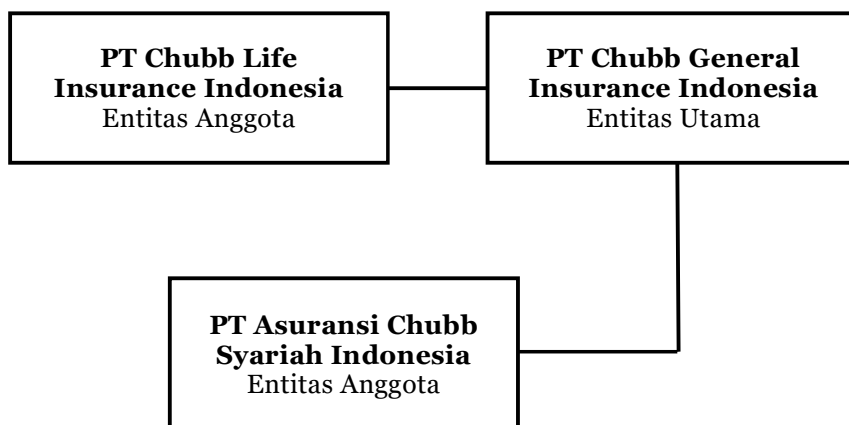 PT Chubb Life
Insurance Indonesia
Entitas Anggota
PT Chubb General
Insurance Indonesia
Entitas Utama
PT Asuransi Chubb
Syariah Indonesia
Entitas Anggota